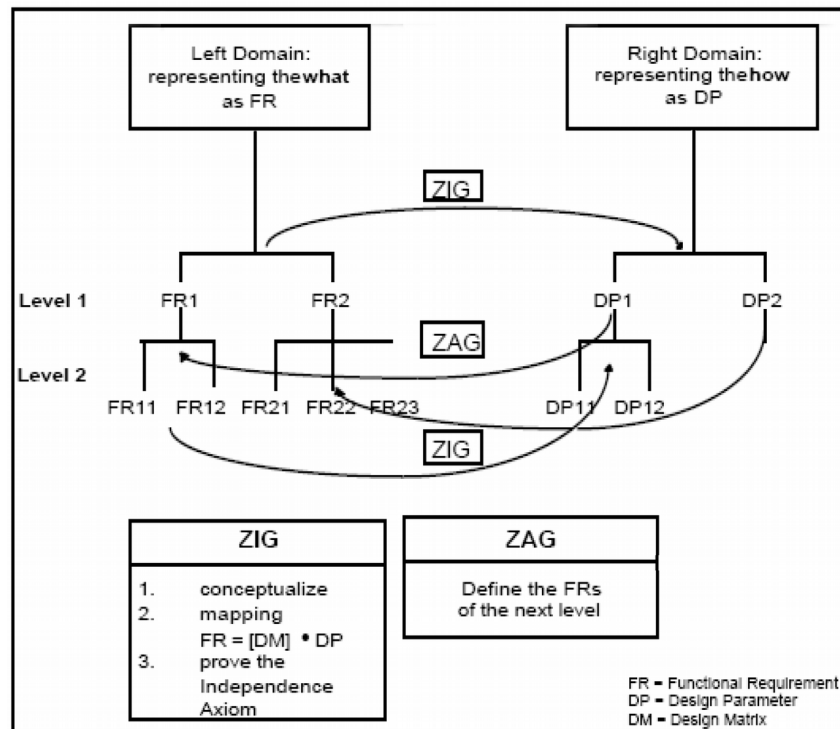 Left Domain:
representing thewhat
as FR
Right Domain:
representing thehow
as DP
ZIG
Level 1
FR1
FR2
DP1
DP2
ZAG
Level 2
FR11
FR12
FR21
FR22
FR23
DP11
DP12
ZIG
ZIG
1. conceptualize
2. mapping
FR = [DM] • DP
3. prove the
Independence
Axiom
ZAG
Define the FRs
of the next level
FR = Functional Requirement
DP = Design Parameter
DM = Design Matrix